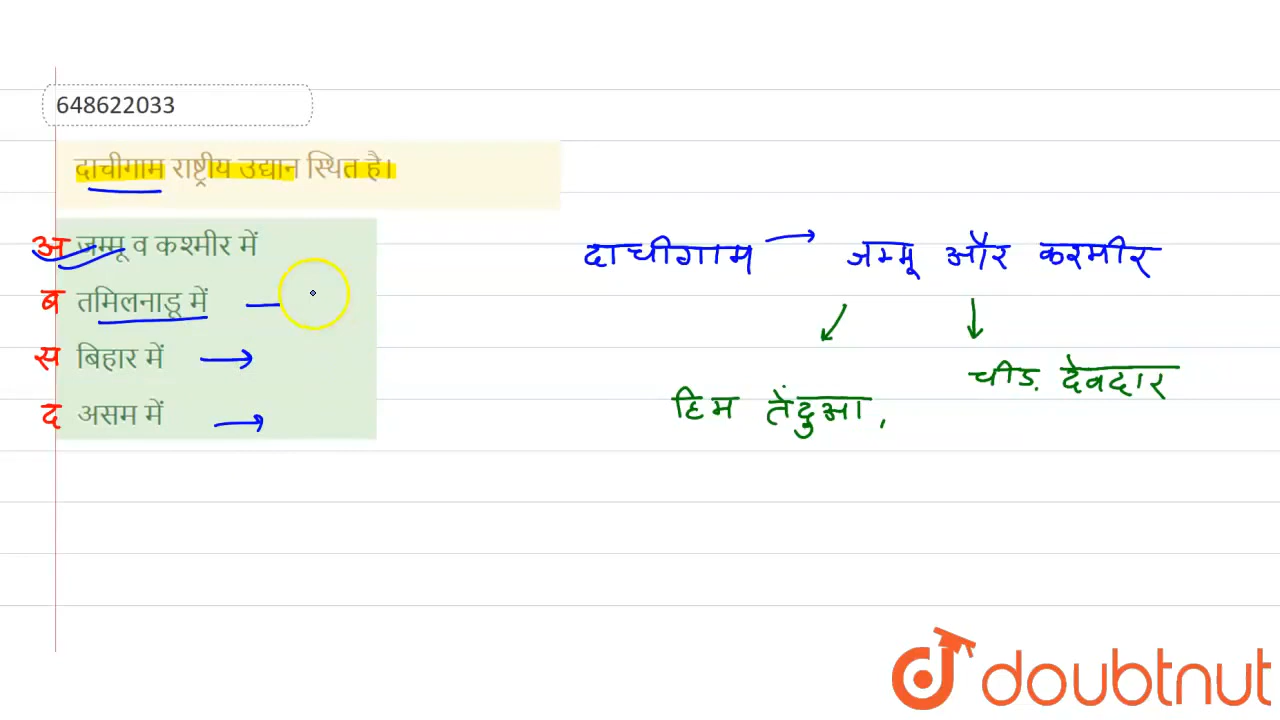 648622033
दाचीगाम राष्ट्रीय उद्यान स्थित है।
अ जम्मू व कश्मीर में
ब तमिलनाडू में
स बिहार में
द असम में
दाचीगाम → जम्मू और कश्मीर
चीड़. देवदार
हिम तेंदुआ,
doubtnut